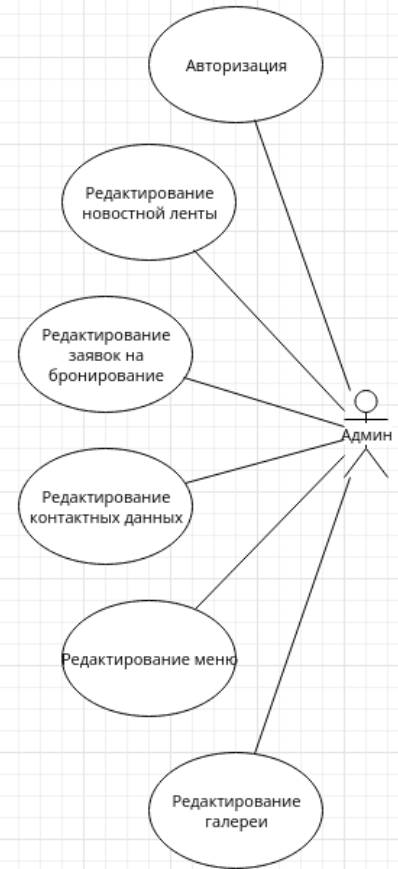 Авторизация
Редактирование
новостной ленты
Редактирование
заявок на
бронирование
Админ
Редактирование
контактных данных
Редактирование меню
Редактирование
галереи